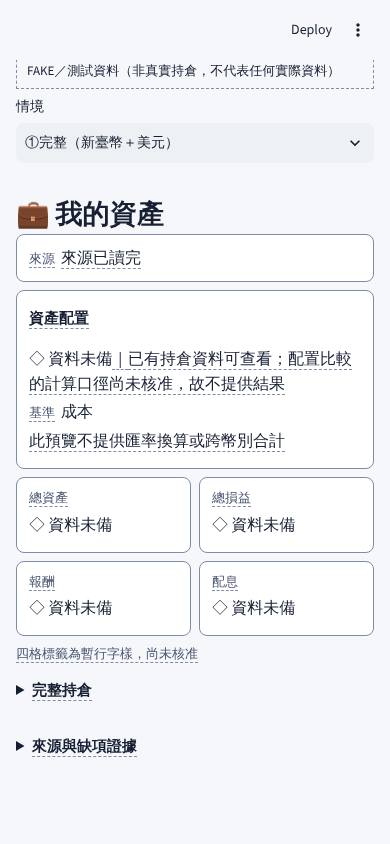 Deploy
FAKE／測試資料（非真實持倉，不代表任何實際資料）
情境
①完整（新臺幣＋美元）
💼 我的資產
來源 來源已讀完
資產配置
◇ 資料未備｜已有持倉資料可查看；配置比較
的計算口徑尚未核准，故不提供結果
基準 成本
此預覽不提供匯率換算或跨幣別合計
總資產
◇ 資料未備
總損益
◇ 資料未備
報酬
◇ 資料未備
配息
◇ 資料未備
四格標籤為暫行字樣，尚未核准
▶ 完整持倉
▶ 來源與缺項證據